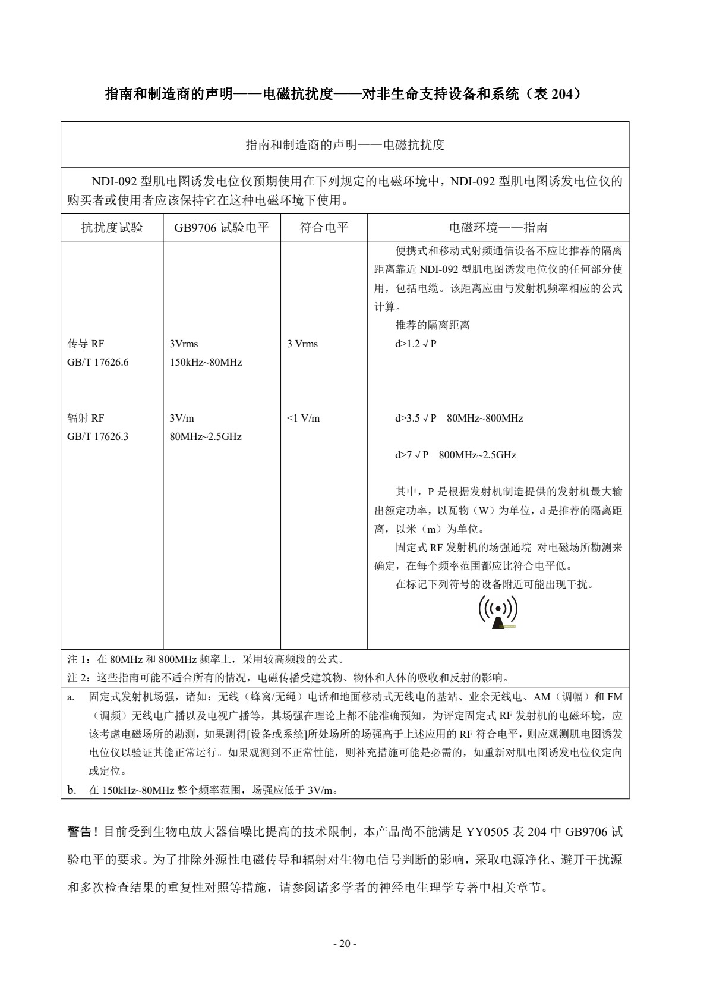 指南和制造商的声明——电磁抗扰度——对非生命支持设备和系统（表 204）
指南和制造商的声明——电磁抗扰度
NDI-092 型肌电图诱发电位仪预期使用在下列规定的电磁环境中，NDI-092 型肌电图诱发电位仪的
购买者或使用者应该保持它在这种电磁环境下使用。
抗扰度试验 GB9706 试验电平 符合电平 电磁环境——指南
便携式和移动式射频通信设备不应比推荐的隔离
距离靠近 NDI-092 型肌电图诱发电位仪的任何部分使
用，包括电缆。该距离应由与发射机频率相应的公式
计算。
推荐的隔离距离
传导 RF 3Vrms 3 Vrms d>1.2√P
GB/T 17626.6 150kHz~80MHz
辐射 RF 3V/m <1 V/m d>3.5√P 80MHz~800MHz
GB/T 17626.3 80MHz~2.5GHz
d>7√P 800MHz~2.5GHz
其中，P 是根据发射机制造提供的发射机最大输
出额定功率，以瓦物（W）为单位，d 是推荐的隔离距
离，以米（m）为单位。
固定式 RF 发射机的场强通垸 对电磁场所勘测来
确定，在每个频率范围都应比符合电平低。
在标记下列符号的设备附近可能出现干扰。
注 1：在 80MHz 和 800MHz 频率上，采用较高频段的公式。
注 2：这些指南可能不适合所有的情况，电磁传播受建筑物、物体和人体的吸收和反射的影响。
a. 固定式发射机场强，诸如：无线（蜂窝/无绳）电话和地面移动式无线电的基站、业余无线电、AM（调幅）和 FM
（调频）无线电广播以及电视广播等，其场强在理论上都不能准确预知，为评定固定式 RF 发射机的电磁环境，应
该考虑电磁场所的勘测，如果测得[设备或系统]所处场所的场强高于上述应用的 RF 符合电平，则应观测肌电图诱发
电位仪以验证其能正常运行。如果观测到不正常性能，则补充措施可能是必需的，如重新对肌电图诱发电位仪定向
或定位。
b. 在 150kHz~80MHz 整个频率范围，场强应低于 3V/m。
警告！目前受到生物电放大器信噪比提高的技术限制，本产品尚不能满足 YY0505 表 204 中 GB9706 试
验电平的要求。为了排除外源性电磁传导和辐射对生物电信号判断的影响，采取电源净化、避开干扰源
和多次检查结果的重复性对照等措施，请参阅诸多学者的神经电生理学专著中相关章节。
- 20 -